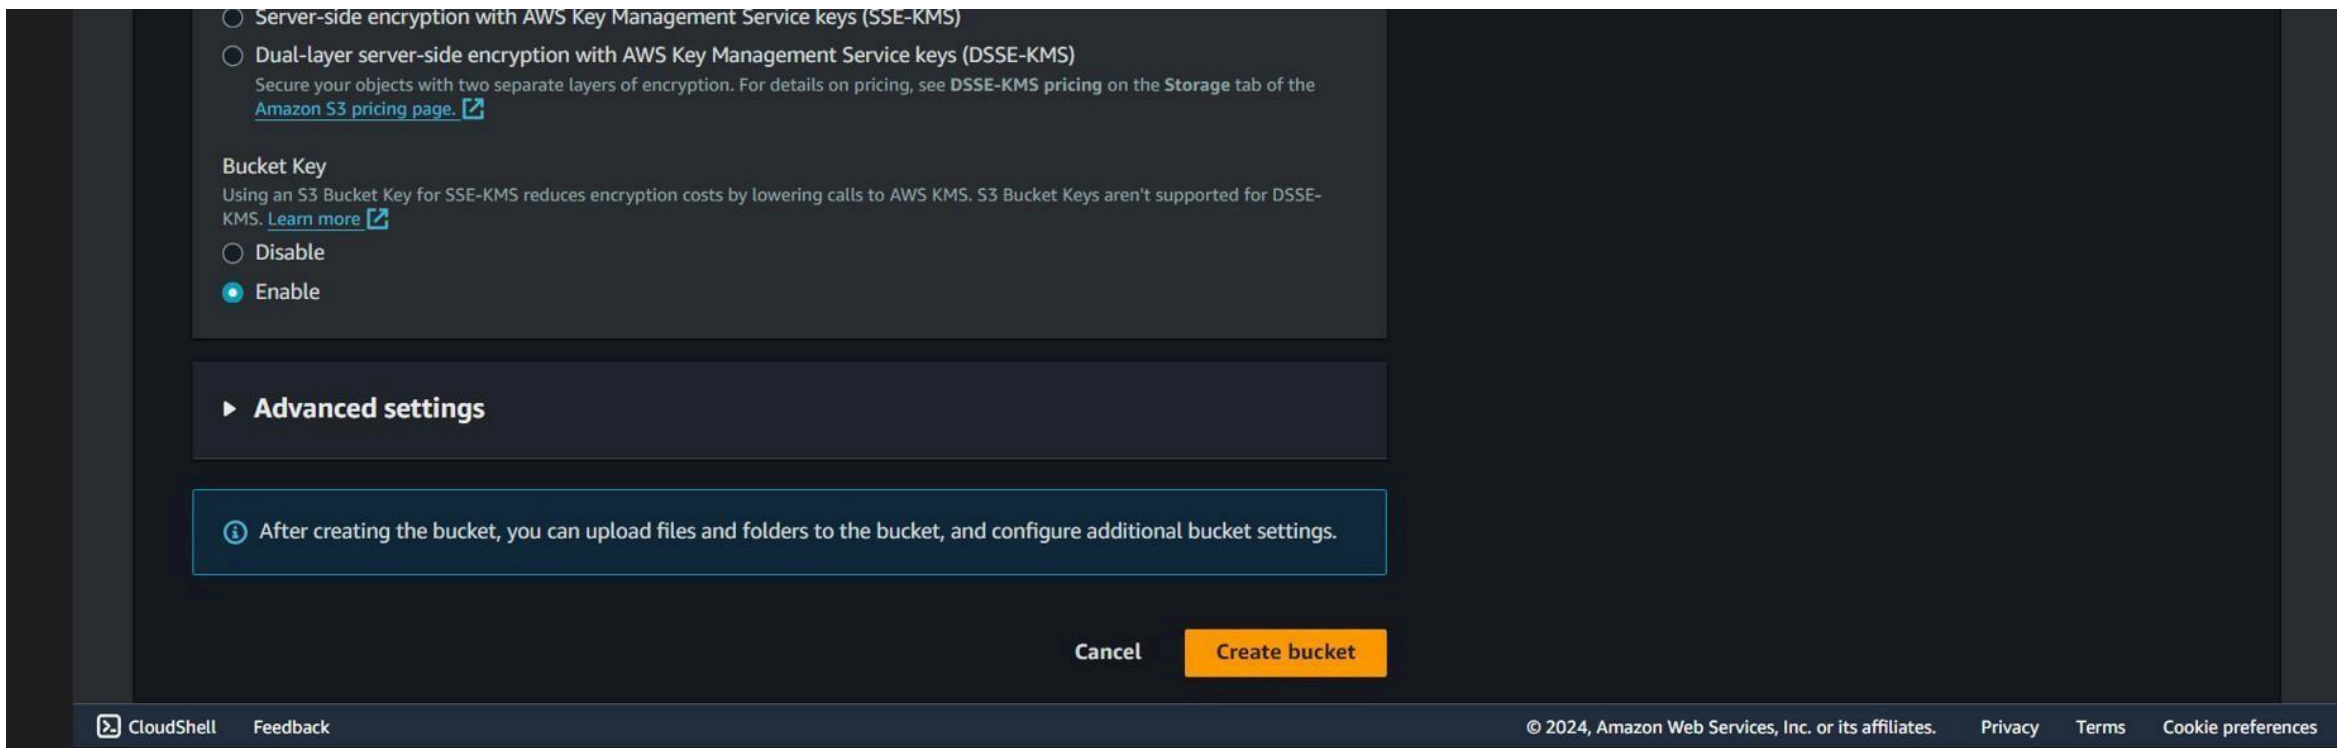 Server-side encryption with AWS Key Management Service keys (SSE-KMS)
Dual-layer server-side encryption with AWS Key Management Service keys (DSSE-KMS)
Secure your objects with two separate layers of encryption. For details on pricing, see DSSE-KMS pricing on the Storage tab of the
Amazon S3 pricing page.
Bucket Key
Using an S3 Bucket Key for SSE-KMS reduces encryption costs by lowering calls to AWS KMS. S3 Bucket Keys aren't supported for DSSE-
KMS. Learn more
Disable
Enable
Advanced settings
After creating the bucket, you can upload files and folders to the bucket, and configure additional bucket settings.
Cancel Create bucket
CloudShell Feedback © 2024, Amazon Web Services, Inc. or its affiliates. Privacy Terms Cookie preferences